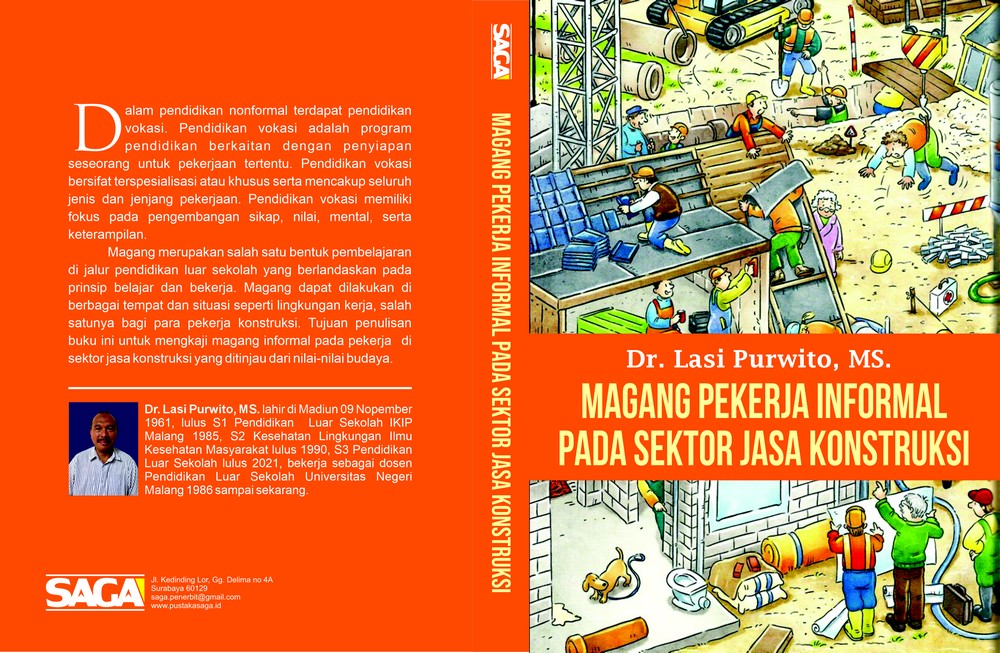 Dalam pendidikan nonformal terdapat pendidikan
vokasi. Pendidikan vokasi adalah program
pendidikan berkaitan dengan penyiapan
seseorang untuk pekerjaan tertentu. Pendidikan vokasi
bersifat terspesialisasi atau khusus serta mencakup seluruh
jenis dan jenjang pekerjaan. Pendidikan vokasi memiliki
fokus pada pengembangan sikap, nilai, mental, serta
keterampilan.
Magang merupakan salah satu bentuk pembelajaran
di jalur pendidikan luar sekolah yang berlandaskan pada
prinsip belajar dan bekerja. Magang dapat dilakukan di
berbagai tempat dan situasi seperti lingkungan kerja, salah
satunya bagi para pekerja konstruksi. Tujuan penulisan
buku ini untuk mengkaji magang informal pada pekerja di
sektor jasa konstruksi yang ditinjau dari nilai-nilai budaya.
Dr. Lasi Purwito, MS. lahir di Madiun 09 Nopember
1961, lulus S1 Pendidikan Luar Sekolah IKIP
Malang 1985, S2 Kesehatan Lingkungan Ilmu
Kesehatan Masyarakat lulus 1990, S3 Pendidikan
Luar Sekolah lulus 2021, bekerja sebagai dosen
Pendidikan Luar Sekolah Universitas Negeri
Malang 1986 sampai sekarang.
SAGA
Jl. Kedinding Lor, Gg. Delima no 4A
Surabaya 60129
saga.penerbit@gmail.com
www.pustakasaga.id
SAGA
MAGANG PEKERJA INFORMAL PADA SEKTOR JASA KONSTRUKSI
Dr. Lasi Purwito, MS.
MAGANG PEKERJA INFORMAL
PADA SEKTOR JASA KONSTRUKSI